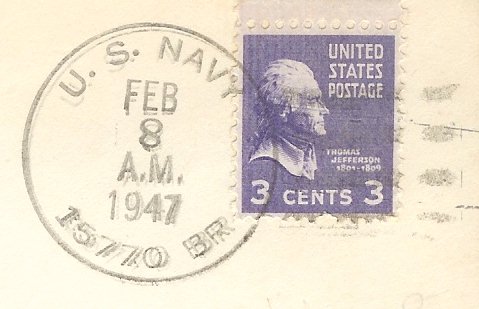 U. S. NAVY
FEB
8
A.M.
1947
15770 BR
UNITED
STATES
POSTAGE
THOMAS
JEFFERSON
1801-1809
3 CENTS 3